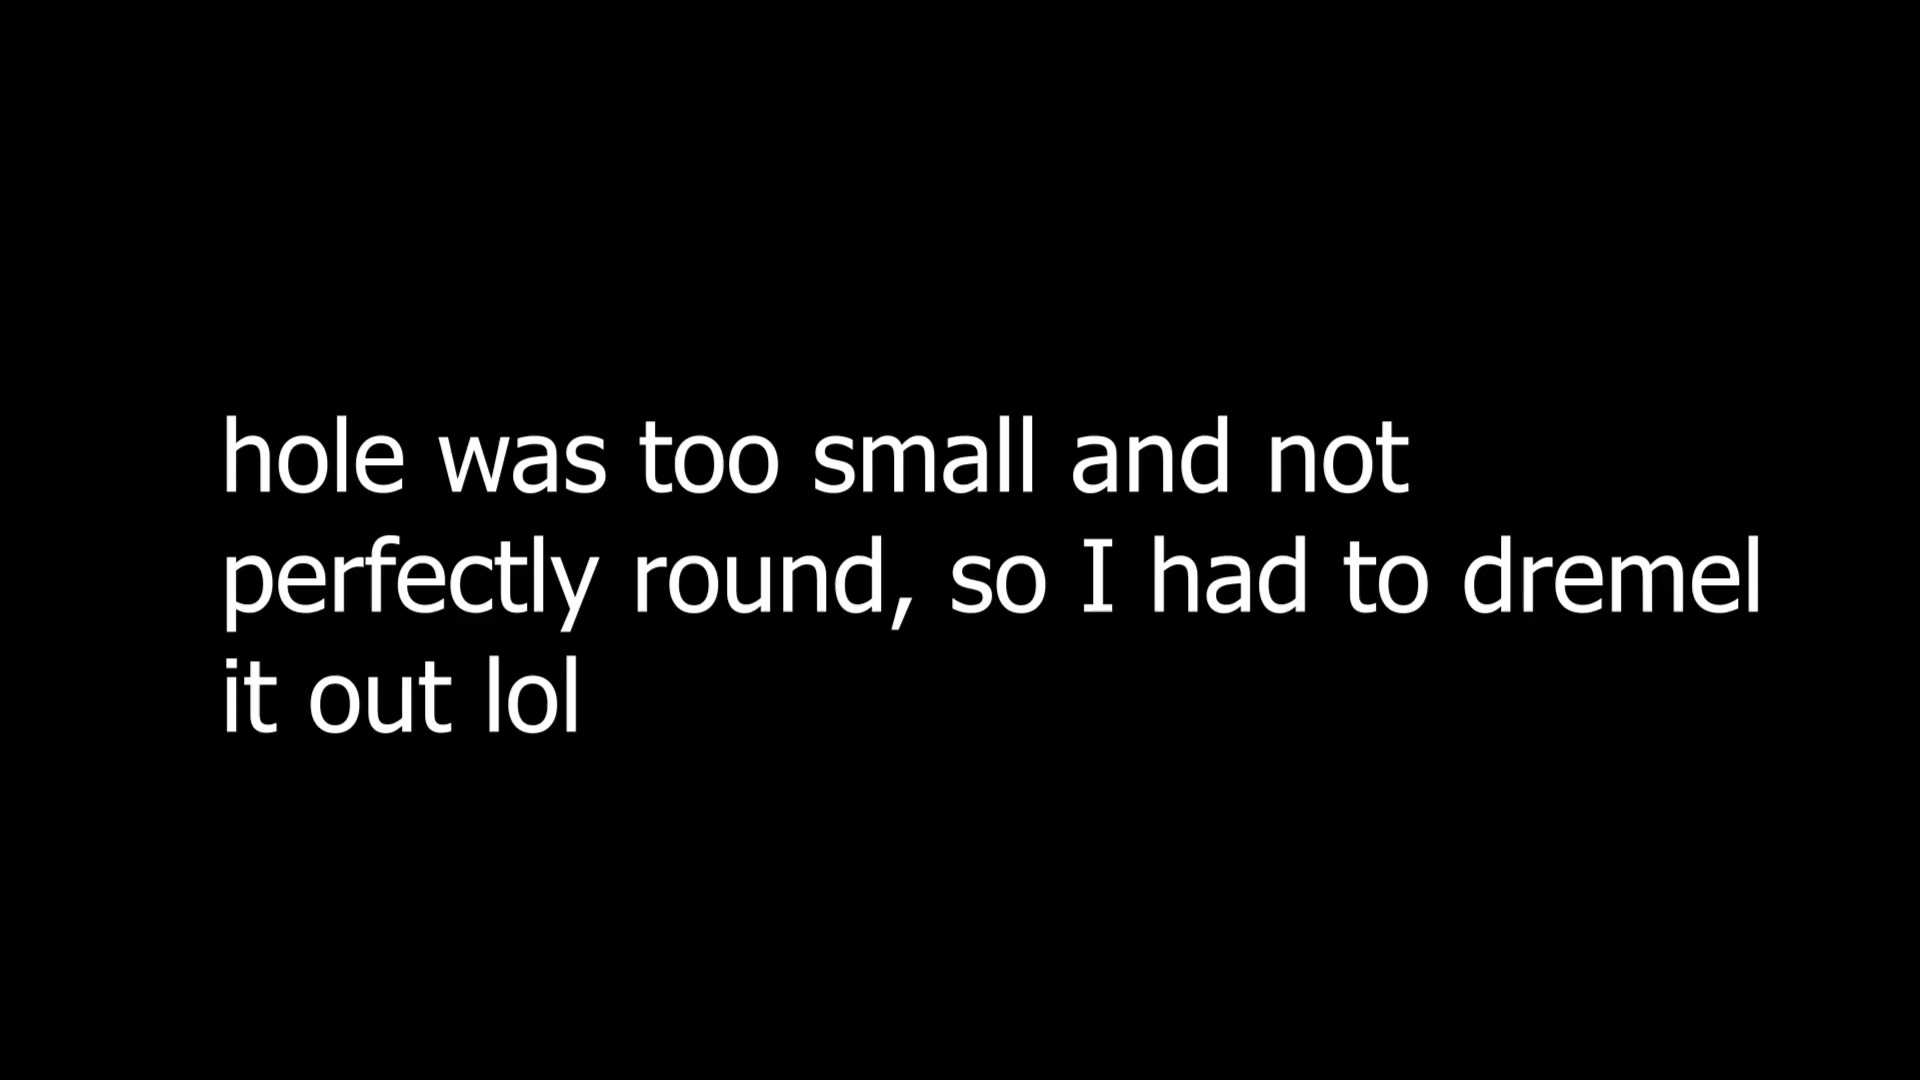 hole was too small and not
perfectly round, so I had to dremel
it out lol